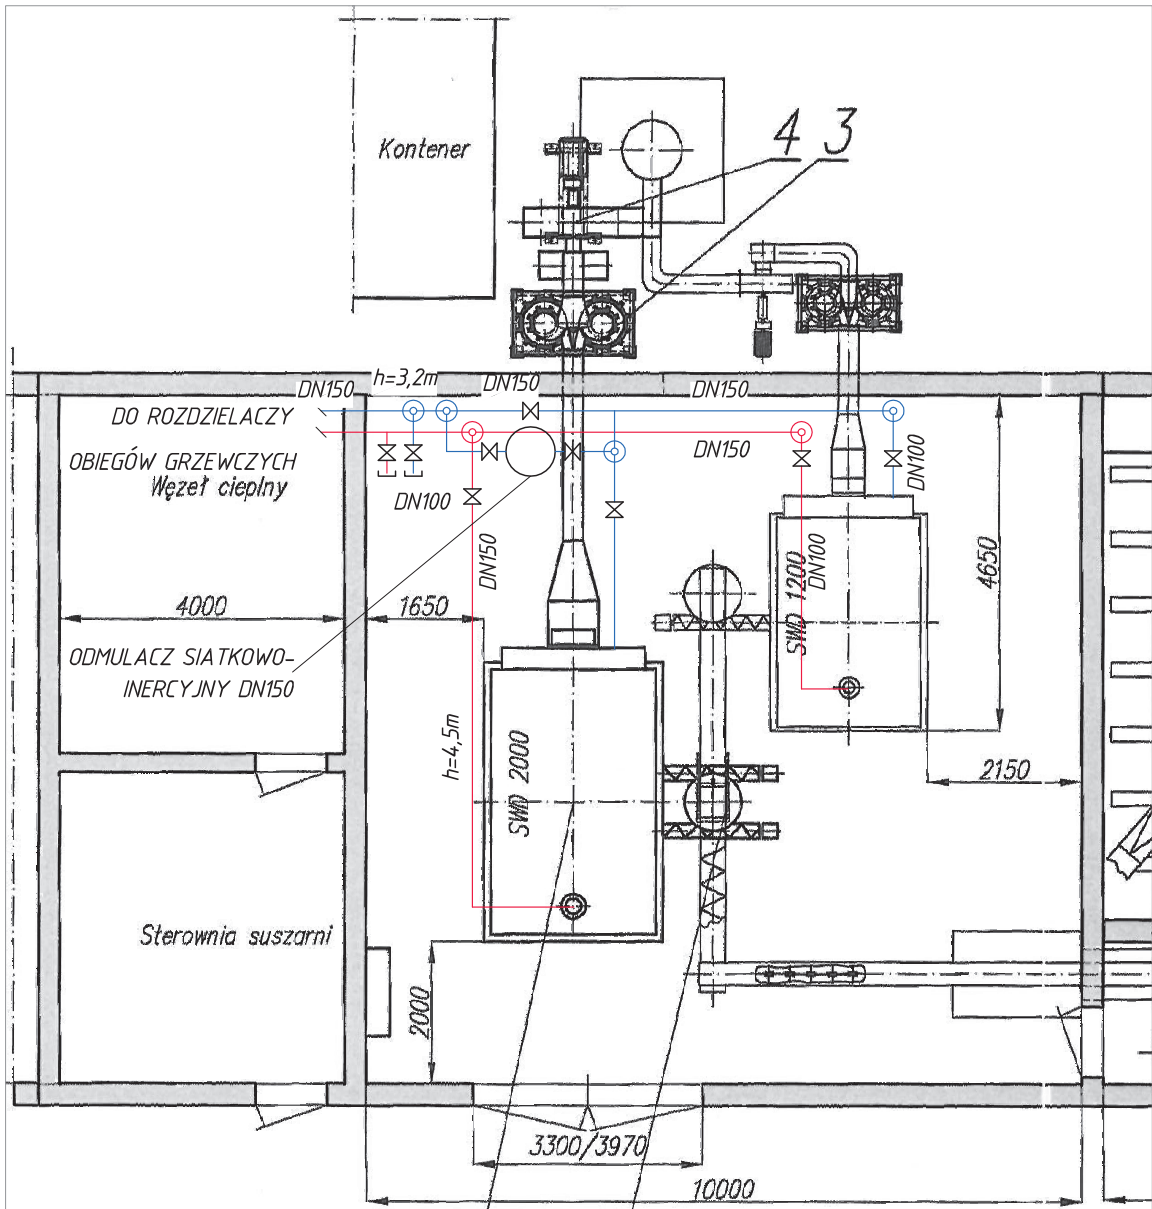 Kontener
4 3
DN150
h=3,2m
DN150
DN150
DO ROZDZIELACZY
OBIEGÓW GRZEWCZYCH
Węzeł cieplny
DN100
DN150
DN150
DN100
DN100
SWD 1200
4650
4000
1650
ODMULACZ SIATKOWO-
INERCYJNY DN150
h=4,5m
SWD 2000
2150
Sterownia suszarni
2000
3300/3970
10000